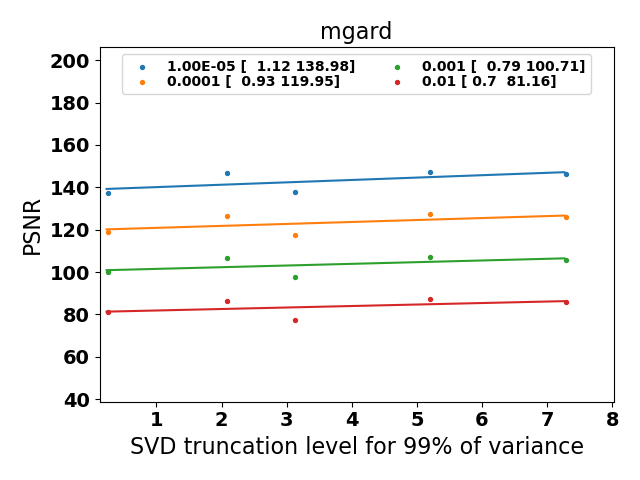 mgard
1.00E-05 [  1.12 138.98]
0.0001 [  0.93 119.95]
0.001 [  0.79 100.71]
0.01 [ 0.7  81.16]
200
180
160
140
120
100
80
60
40
PSNR
1 2 3 4 5 6 7 8
SVD truncation level for 99% of variance